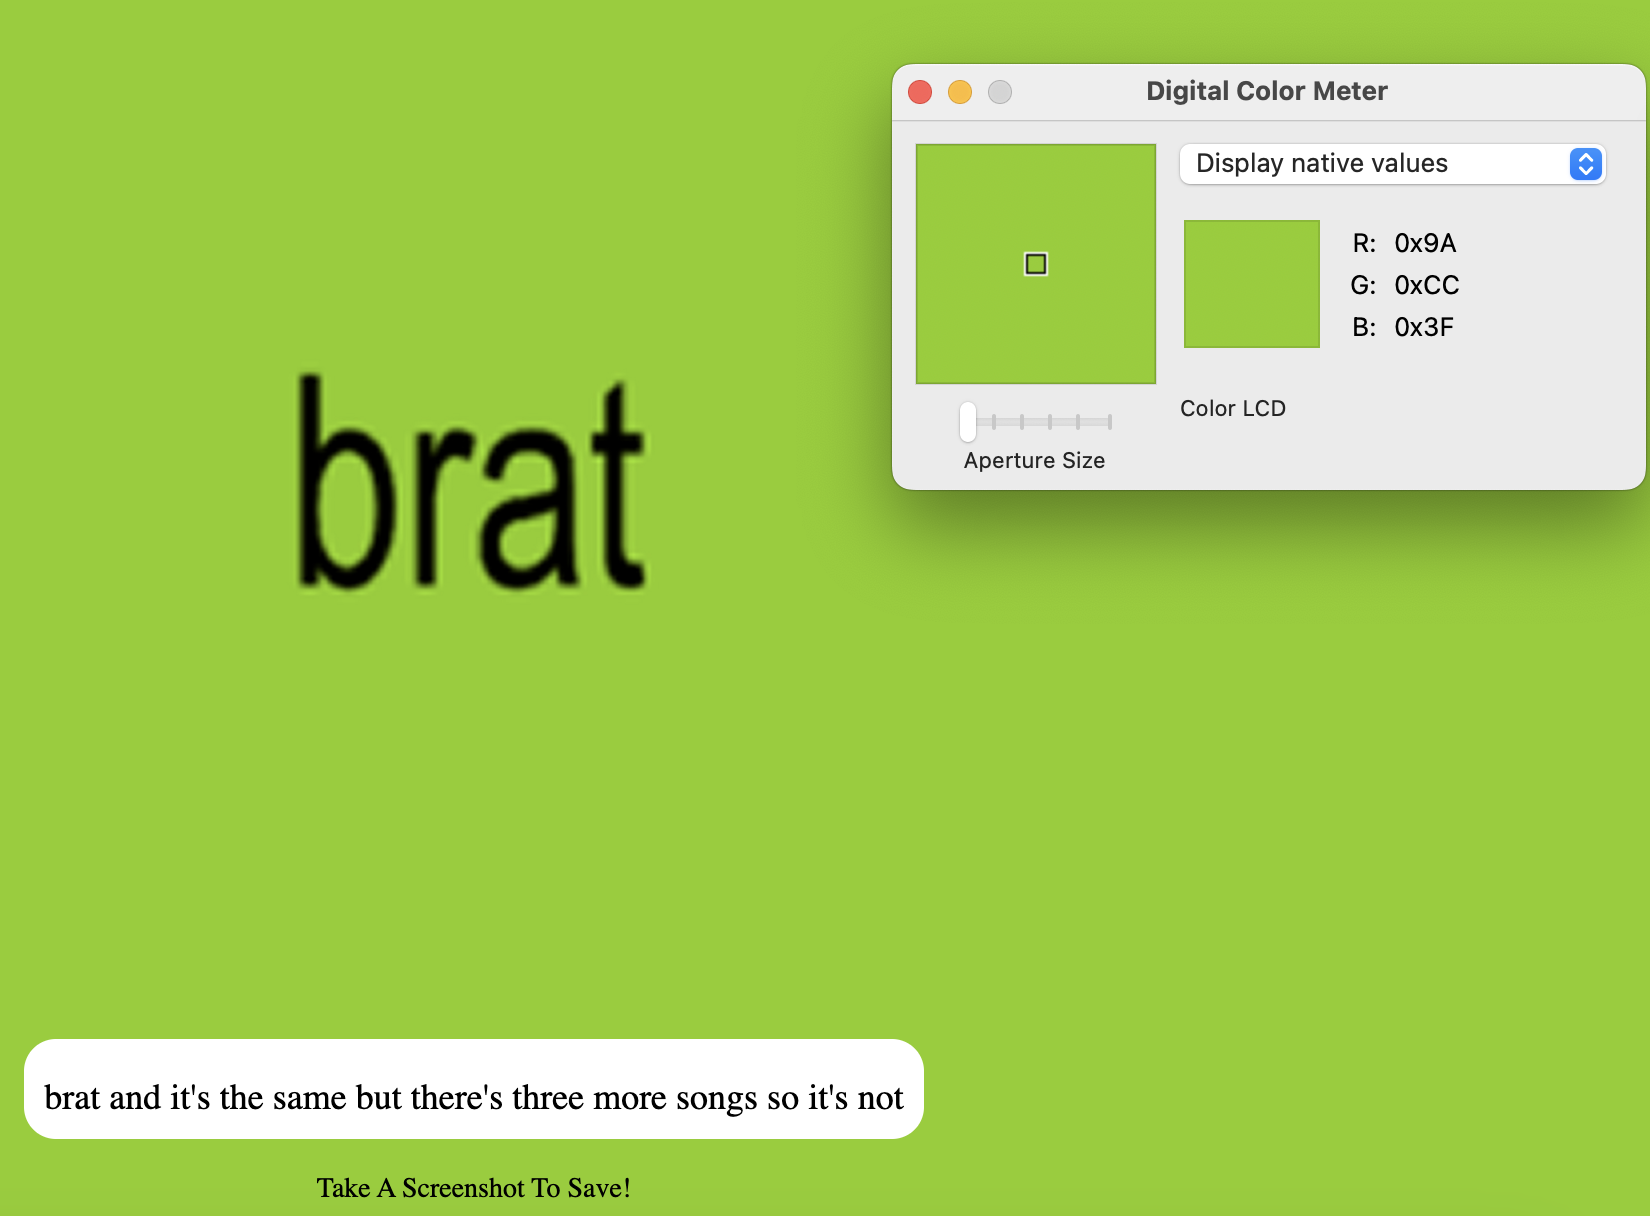 Digital Color Meter
Display native values
R: 0x9A
G: 0xCC
B: 0x3F
Color LCD
Aperture Size
brat
brat and it's the same but there's three more songs so it's not
Take A Screenshot To Save!